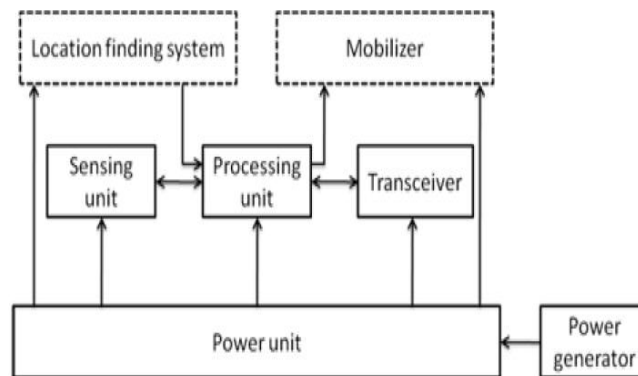 Location finding system
Mobilizer
Sensing
unit
Processing
unit
Transceiver
Power unit
Power
generator